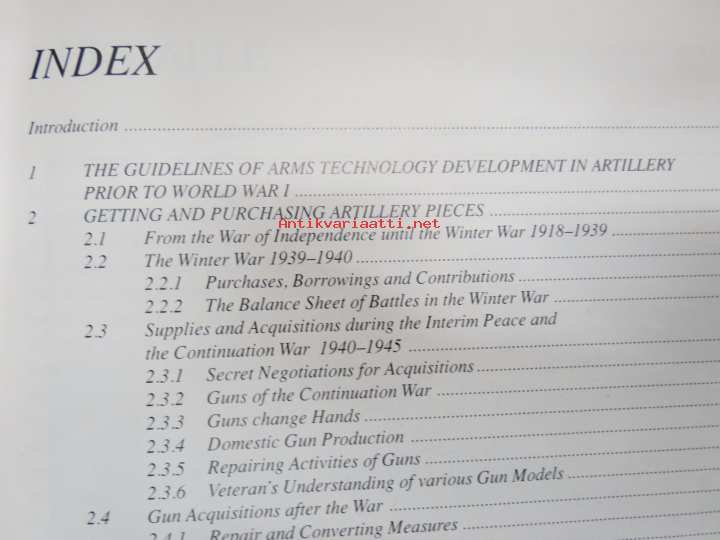 INDEX
Introduction
1 THE GUIDELINES OF ARMS TECHNOLOGY DEVELOPMENT IN ARTILLERY
PRIOR TO WORLD WAR I
2 GETTING AND PURCHASING ARTILLERY PIECES
Antikvariaatti.net
2.1 From the War of Independence until the Winter War 1918–1939
2.2 The Winter War 1939–1940
2.2.1 Purchases, Borrowings and Contributions
2.2.2 The Balance Sheet of Battles in the Winter War
2.3 Supplies and Acquisitions during the Interim Peace and
the Continuation War 1940–1945
2.3.1 Secret Negotiations for Acquisitions
2.3.2 Guns of the Continuation War
2.3.3 Guns change Hands
2.3.4 Domestic Gun Production
2.3.5 Repairing Activities of Guns
2.3.6 Veteran's Understanding of various Gun Models
2.4 Gun Acquisitions after the War
2.4.1 Repair and Converting Measures